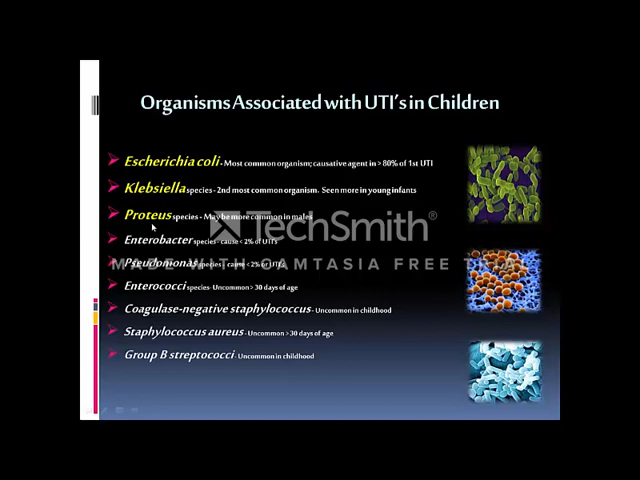 Organisms Associated with UTI's in Children
Escherichia coli - Most common organism; causative agent in > 80% of 1st UTI
Klebsiella species - 2nd most common organism. Seen more in young infants
Proteus species - May be more common in males
TechSmith®
Enterobacter species - cause < 2% of UTIs
Pseudomonas species - cause < 2% of UTIs
MADE WITH CAMTASIA FREE TRIAL
Enterococci species- Uncommon > 30 days of age
Coagulase-negative staphylococcus - Uncommon in childhood
Staphylococcus aureus - Uncommon > 30 days of age
Group B streptococci - Uncommon in childhood